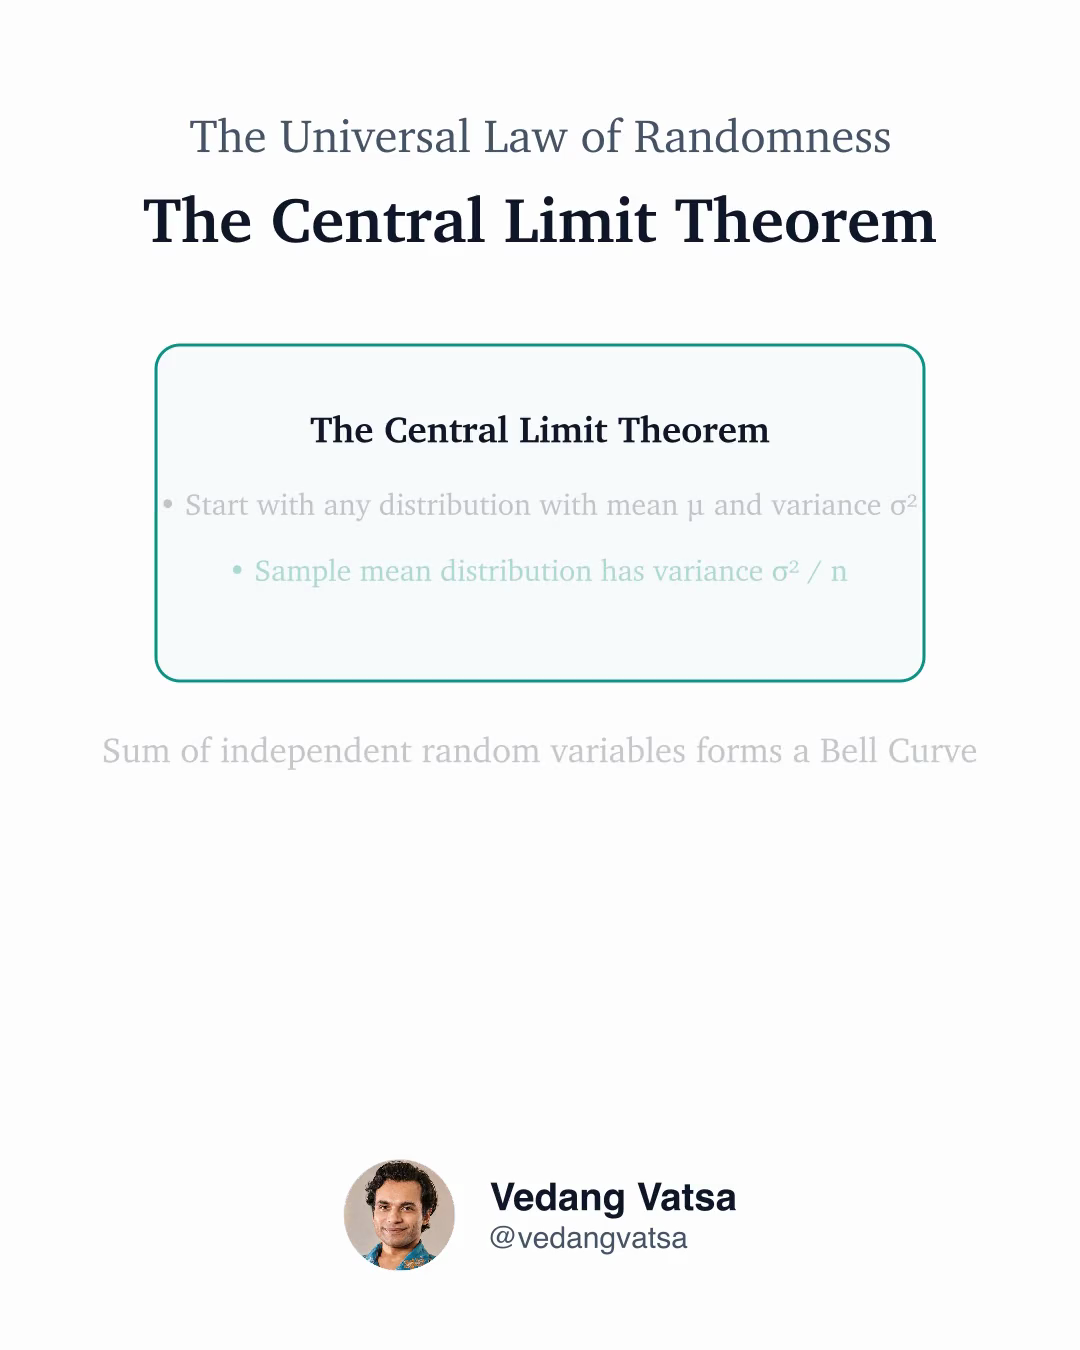 The Universal Law of Randomness
The Central Limit Theorem
The Central Limit Theorem
• Start with any distribution with mean μ and variance σ²
• Sample mean distribution has variance σ² / n
Sum of independent random variables forms a Bell Curve
Vedang Vatsa
@vedangvatsa